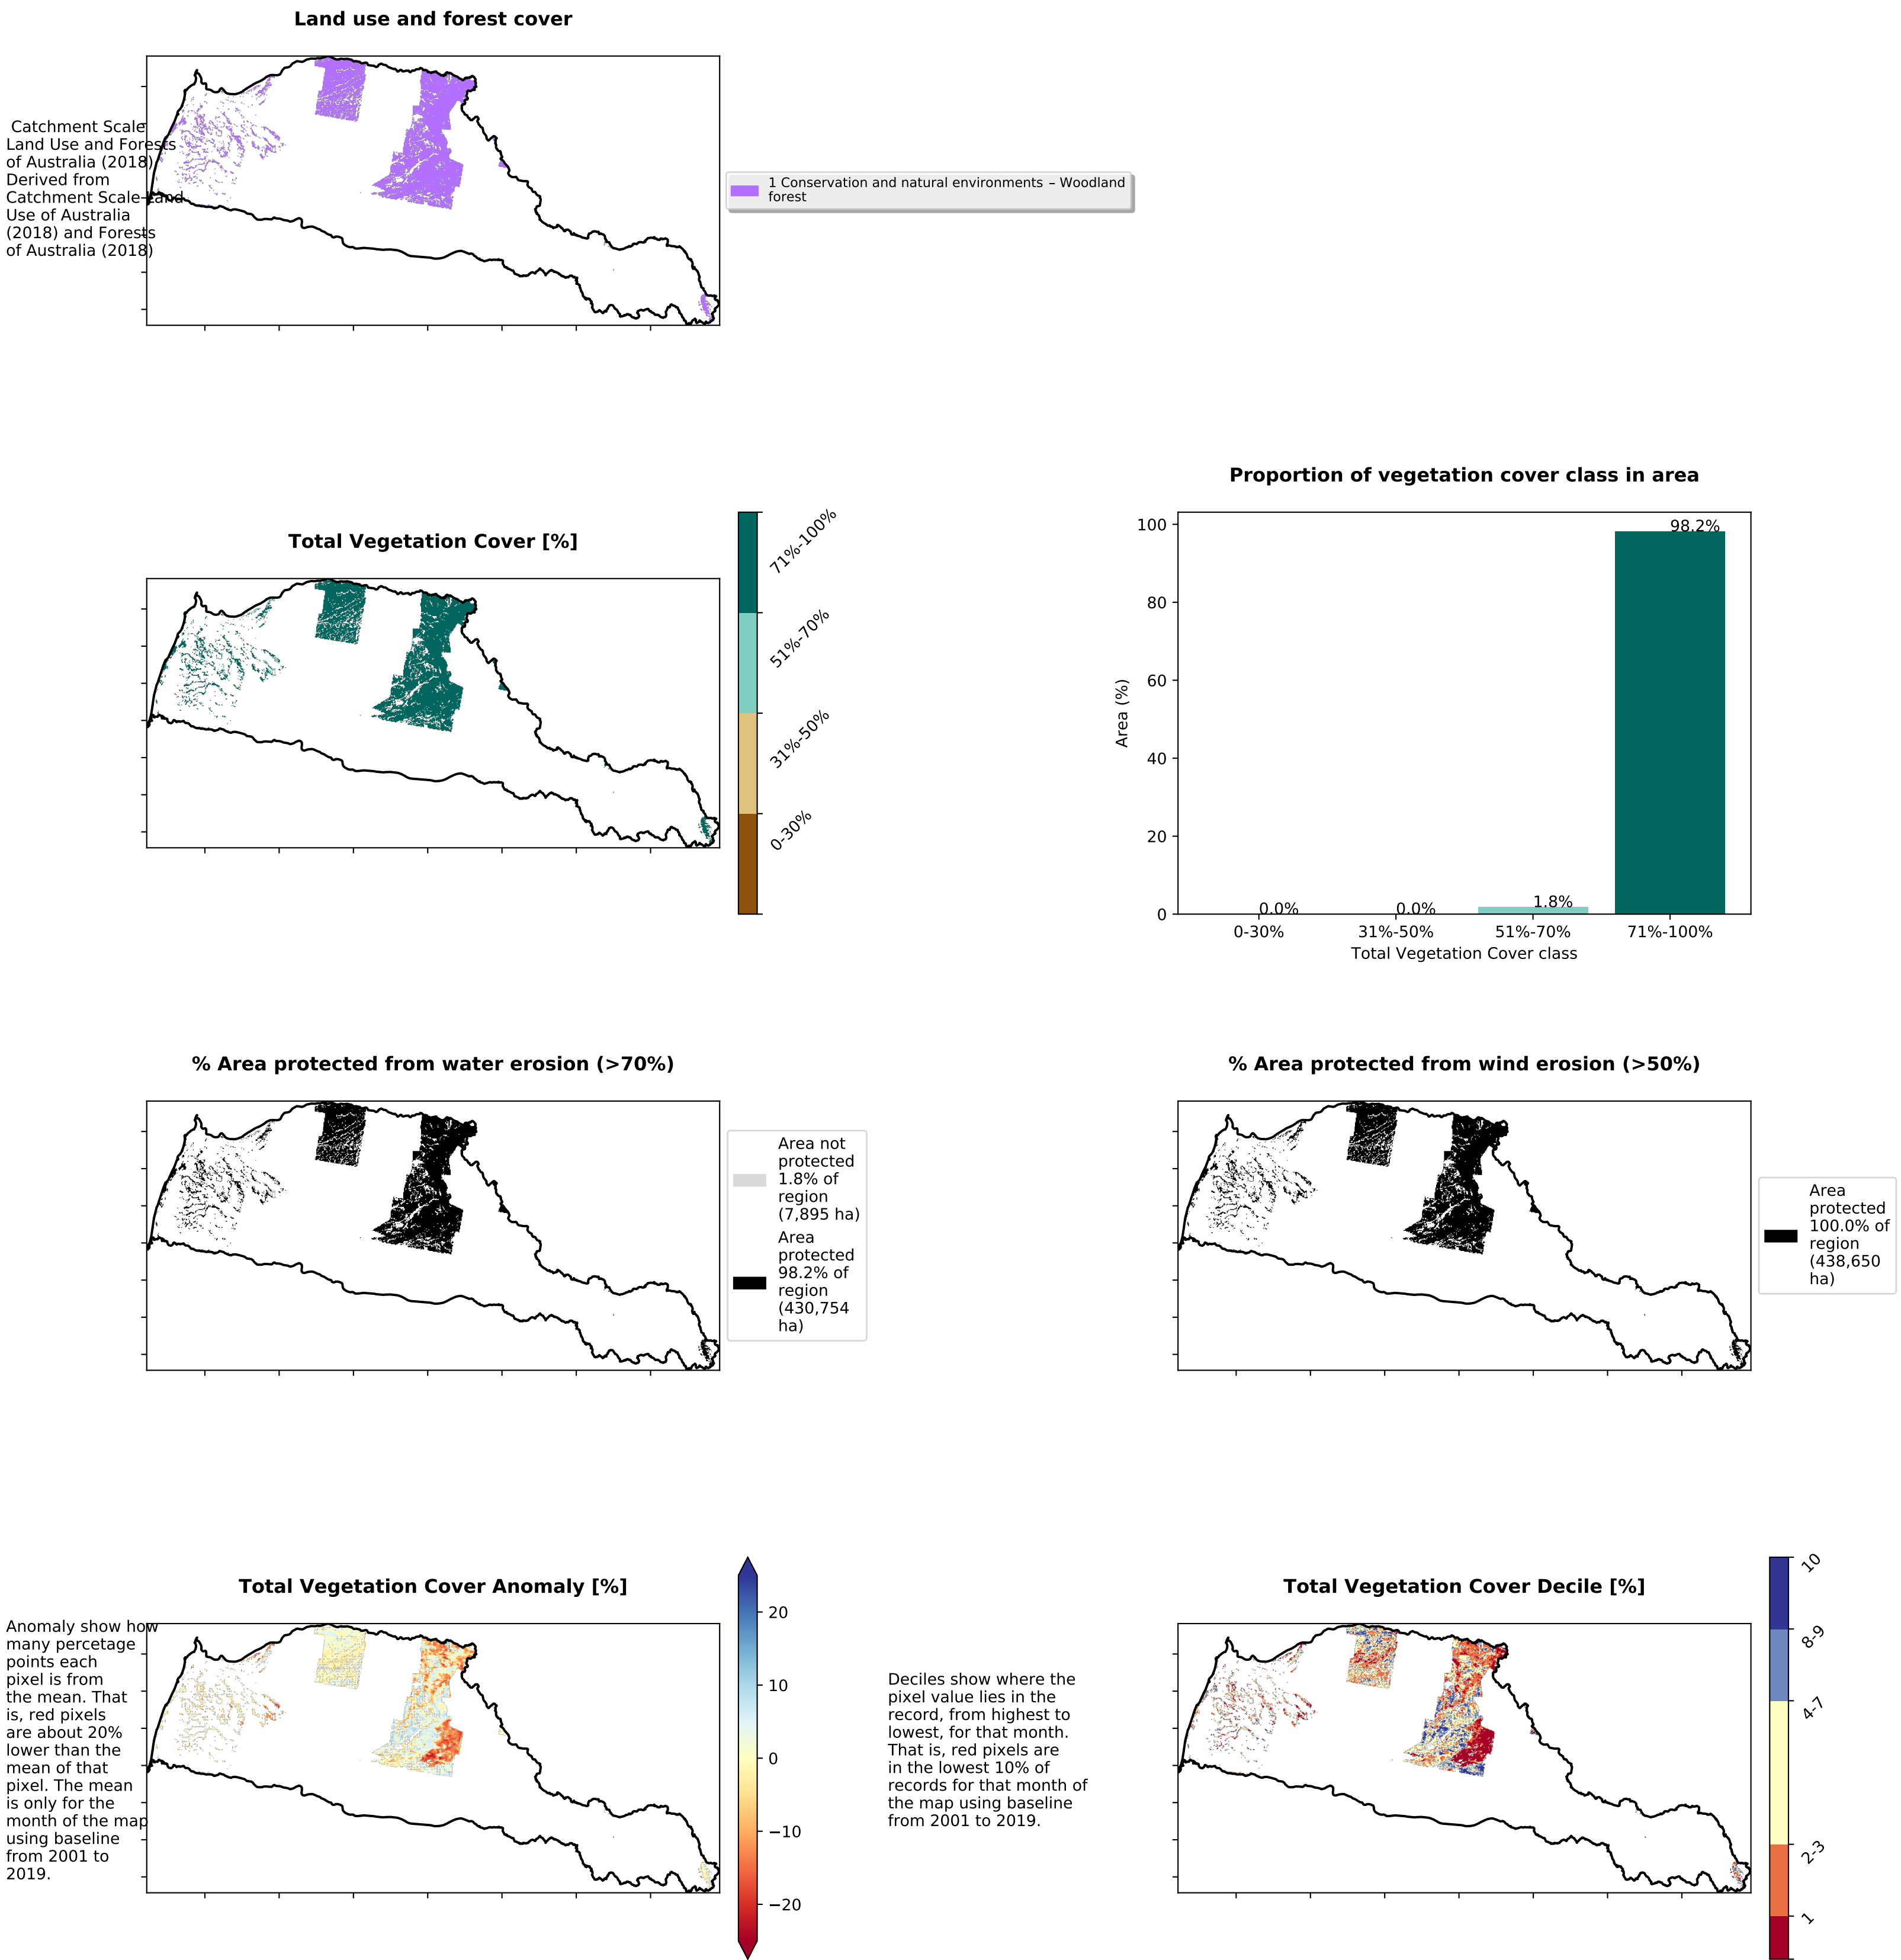 Land use and forest cover
Catchment Scale
Land Use and Forests
of Australia (2018)
Derived from
Catchment Scale Land
Use of Australia
(2018) and Forests
of Australia (2018)
1 Conservation and natural environments – Woodland
forest
Total Vegetation Cover [%]
71%-100%
51%-70%
31%-50%
0-30%
Proportion of vegetation cover class in area
Area (%)
100
80
60
40
20
0
0.0%
0.0%
1.8%
98.2%
0-30%
31%-50%
51%-70%
71%-100%
Total Vegetation Cover class
% Area protected from water erosion (>70%)
Area not
protected
1.8% of
region
(7,895 ha)
Area
protected
98.2% of
region
(430,754
ha)
% Area protected from wind erosion (>50%)
Area
protected
100.0% of
region
(438,650
ha)
Total Vegetation Cover Anomaly [%]
Anomaly show how
many percetage
points each
pixel is from
the mean. That
is, red pixels
are about 20%
lower than the
mean of that
pixel. The mean
is only for the
month of the map
using baseline
from 2001 to
2019.
20
10
0
−10
−20
Deciles show where the
pixel value lies in the
record, from highest to
lowest, for that month.
That is, red pixels are
in the lowest 10% of
records for that month of
the map using baseline
from 2001 to 2019.
Total Vegetation Cover Decile [%]
10
8-9
4-7
2-3
1